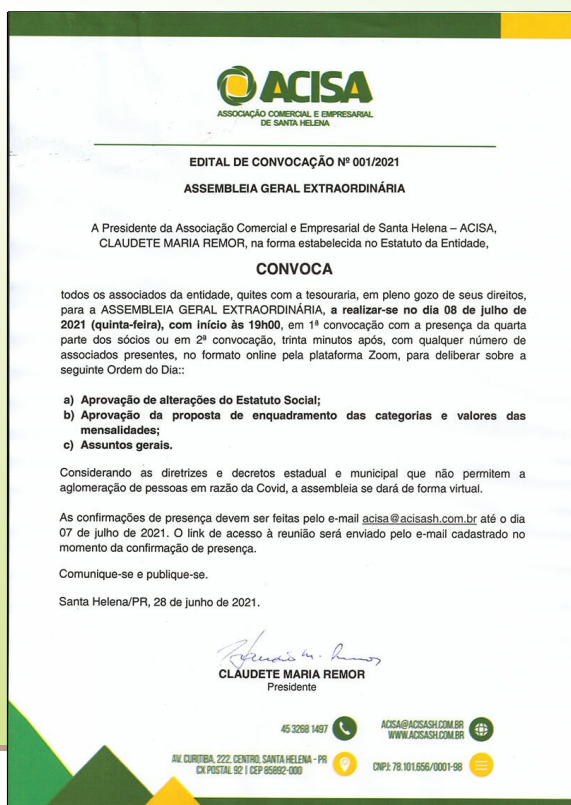 ACISA
ASSOCIAÇÃO COMERCIAL E EMPRESARIAL
DE SANTA HELENA
EDITAL DE CONVOCAÇÃO Nº 001/2021
ASSEMBLEIA GERAL EXTRAORDINÁRIA
A Presidente da Associação Comercial e Empresarial de Santa Helena – ACISA,
CLAUDETE MARIA REMOR, na forma estabelecida no Estatuto da Entidade,
CONVOCA
todos os associados da entidade, quites com a tesouraria, em pleno gozo de seus direitos,
para a ASSEMBLEIA GERAL EXTRAORDINÁRIA, a realizar-se no dia 08 de julho de
2021 (quinta-feira), com início às 19h00, em 1ª convocação com a presença da quarta
parte dos sócios ou em 2ª convocação, trinta minutos após, com qualquer número de
associados presentes, no formato online pela plataforma Zoom, para deliberar sobre a
seguinte Ordem do Dia::
a) Aprovação de alterações do Estatuto Social;
b) Aprovação da proposta de enquadramento das categorias e valores das
mensalidades;
c) Assuntos gerais.
Considerando as diretrizes e decretos estadual e municipal que não permitem a
aglomeração de pessoas em razão da Covid, a assembleia se dará de forma virtual.
As confirmações de presença devem ser feitas pelo e-mail acisa@acisash.com.br até o dia
07 de julho de 2021. O link de acesso à reunião será enviado pelo e-mail cadastrado no
momento da confirmação de presença.
Comunique-se e publique-se.
Santa Helena/PR, 28 de junho de 2021.
CLAUDETE MARIA REMOR
Presidente
45 3268 1497
ACISA@ACISASH.COM.BR
WWW.ACISASH.COM.BR
AV. CURITIBA, 222, CENTRO, SANTA HELENA - PR
CX POSTAL 92 | CEP 85892-000
CNPJ: 78.101.656/0001-98